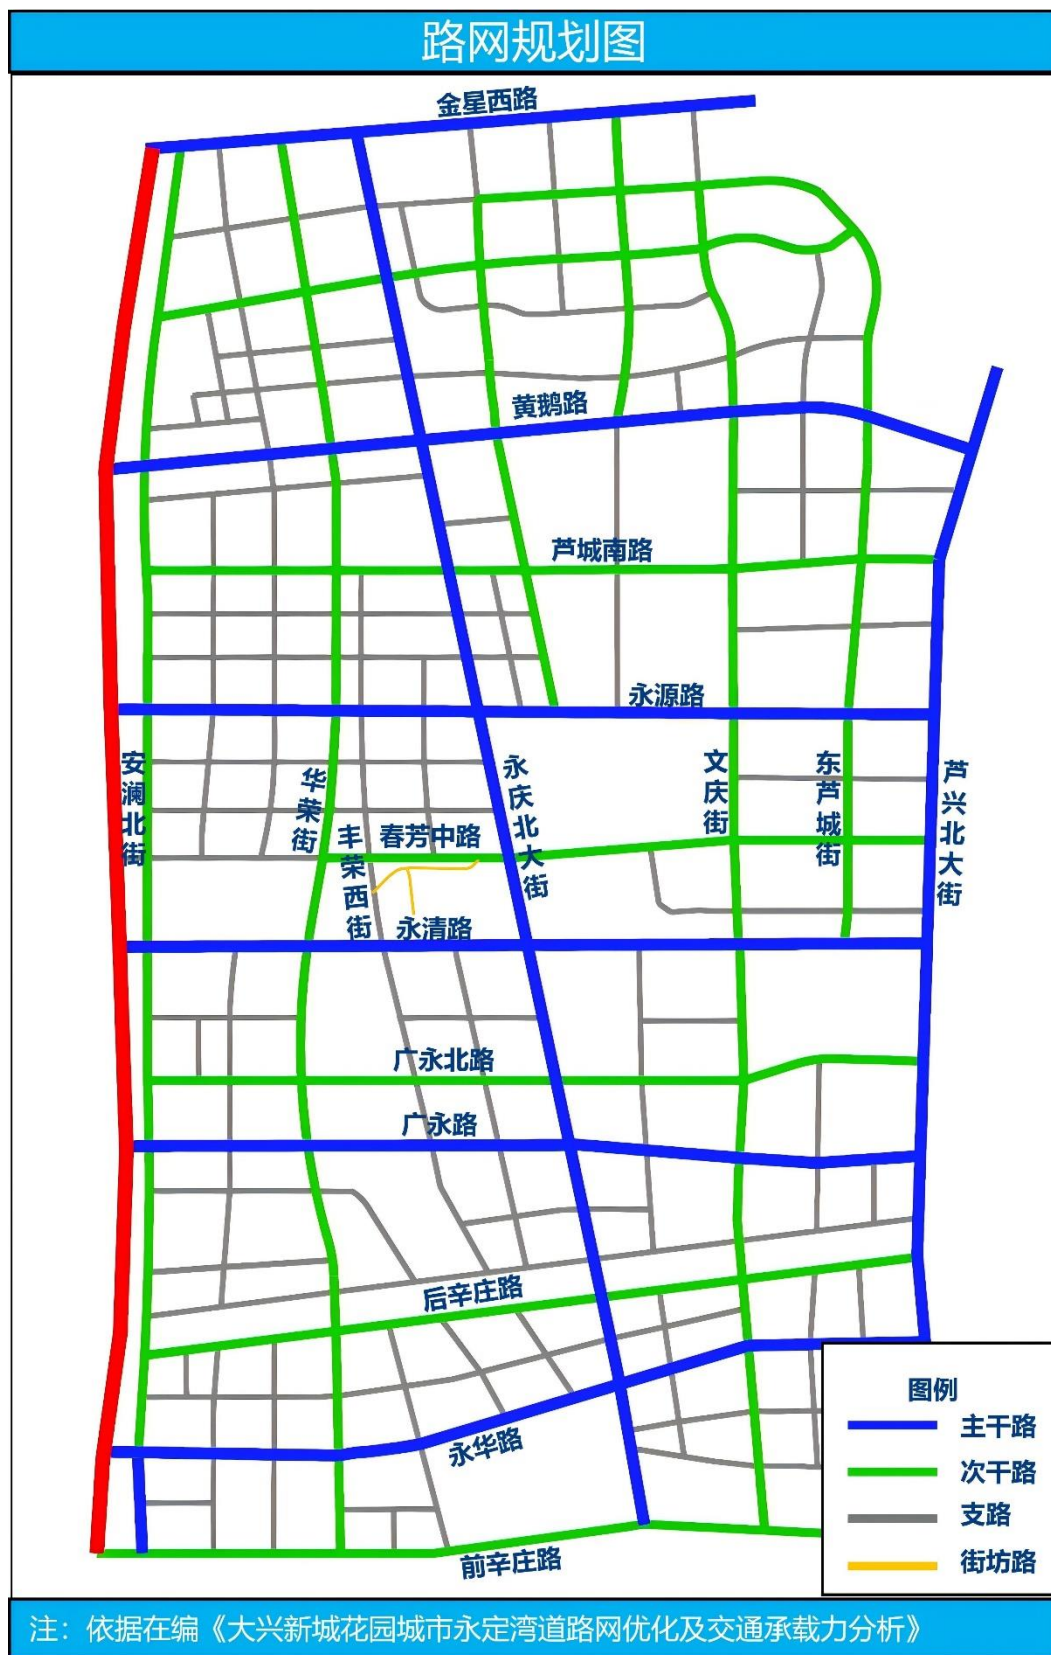 路网规划图
金星西路
黄鹅路
芦城南路
永源路
安澜北街
华荣街
丰荣西街
春芳中路
永庆北大街
文庆街
东芦城街
芦兴北大街
永清路
广永北路
广永路
后辛庄路
永华路
前辛庄路
图例
主干路
次干路
支路
街坊路
注：依据在编《大兴新城花园城市永定湾道路网优化及交通承载力分析》